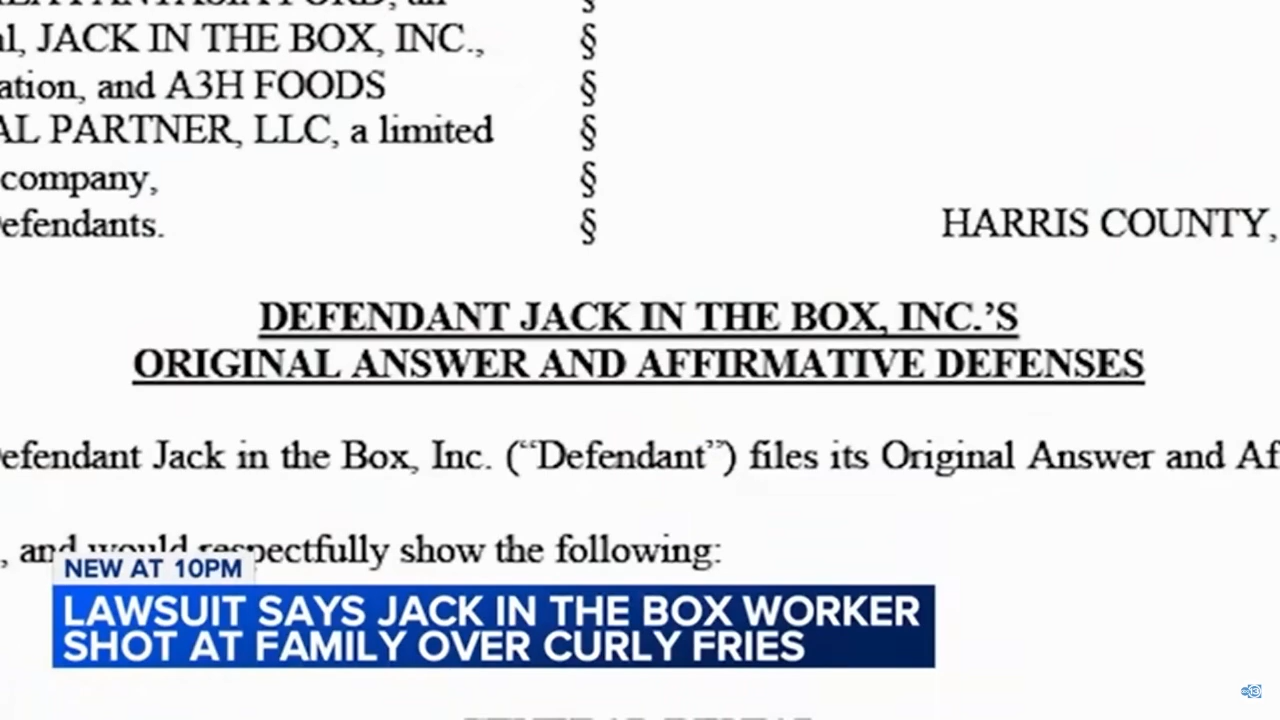 al, JACK IN THE BOX, INC., §
ation, and A3H FOODS §
AL PARTNER, LLC, a limited §
company, §
efendants. § HARRIS COUNTY,
DEFENDANT JACK IN THE BOX, INC.'S
ORIGINAL ANSWER AND AFFIRMATIVE DEFENSES
efendant Jack in the Box, Inc. (“Defendant”) files its Original Answer and Af
, and would respectfully show the following:
NEW AT 10PM
LAWSUIT SAYS JACK IN THE BOX WORKER
SHOT AT FAMILY OVER CURLY FRIES
13